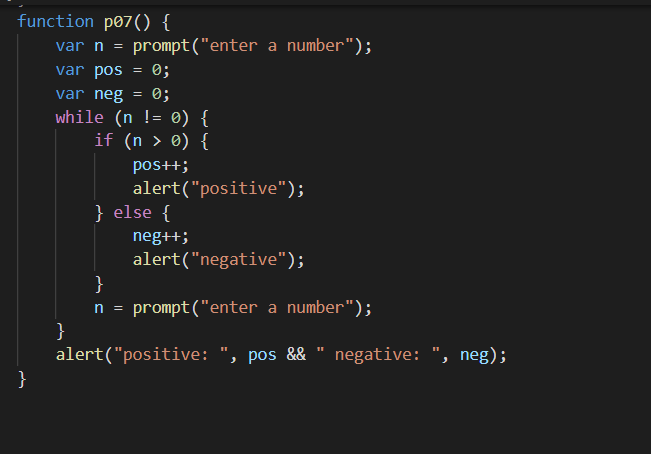 function p07() {
    var n = prompt("enter a number");
    var pos = 0;
    var neg = 0;
    while (n != 0) {
        if (n > 0) {
            pos++;
            alert("positive");
        } else {
            neg++;
            alert("negative");
        }
        n = prompt("enter a number");
    }
    alert("positive: ", pos && " negative: ", neg);
}